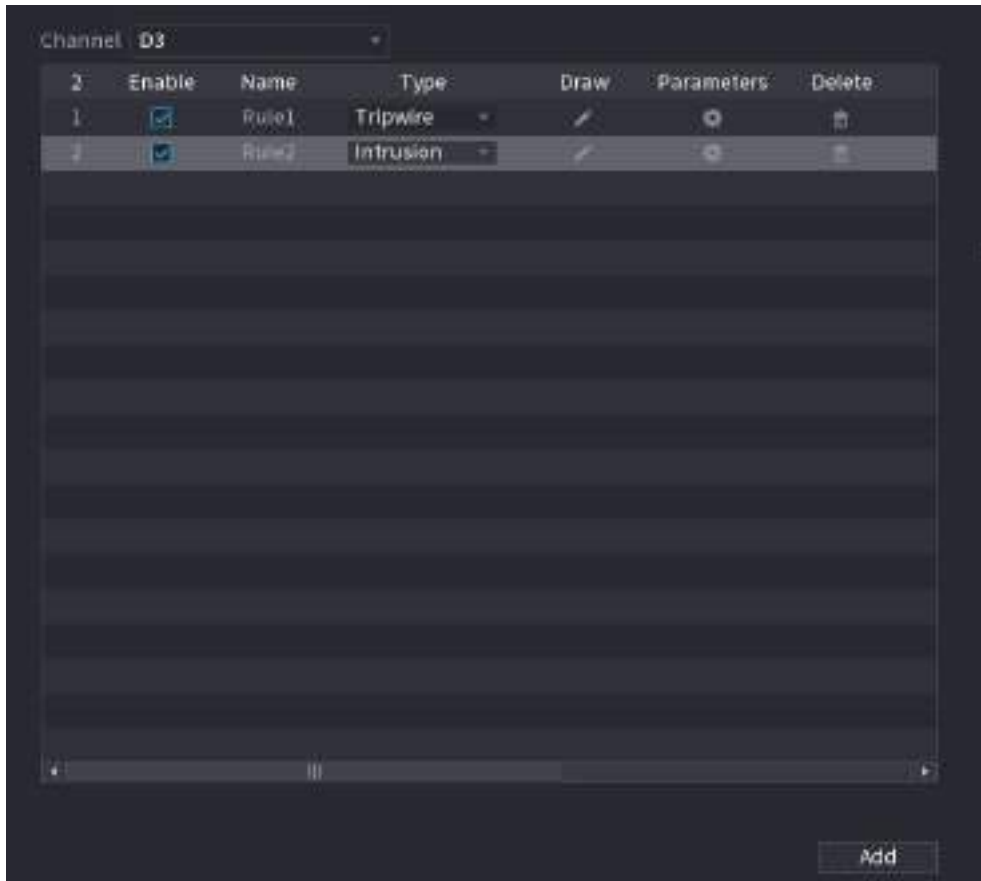 Channel D3
2 Enable Name Type Draw Parameters Delete
1 Rule1 Tripwire
2 Rule2 Intrusion
Add